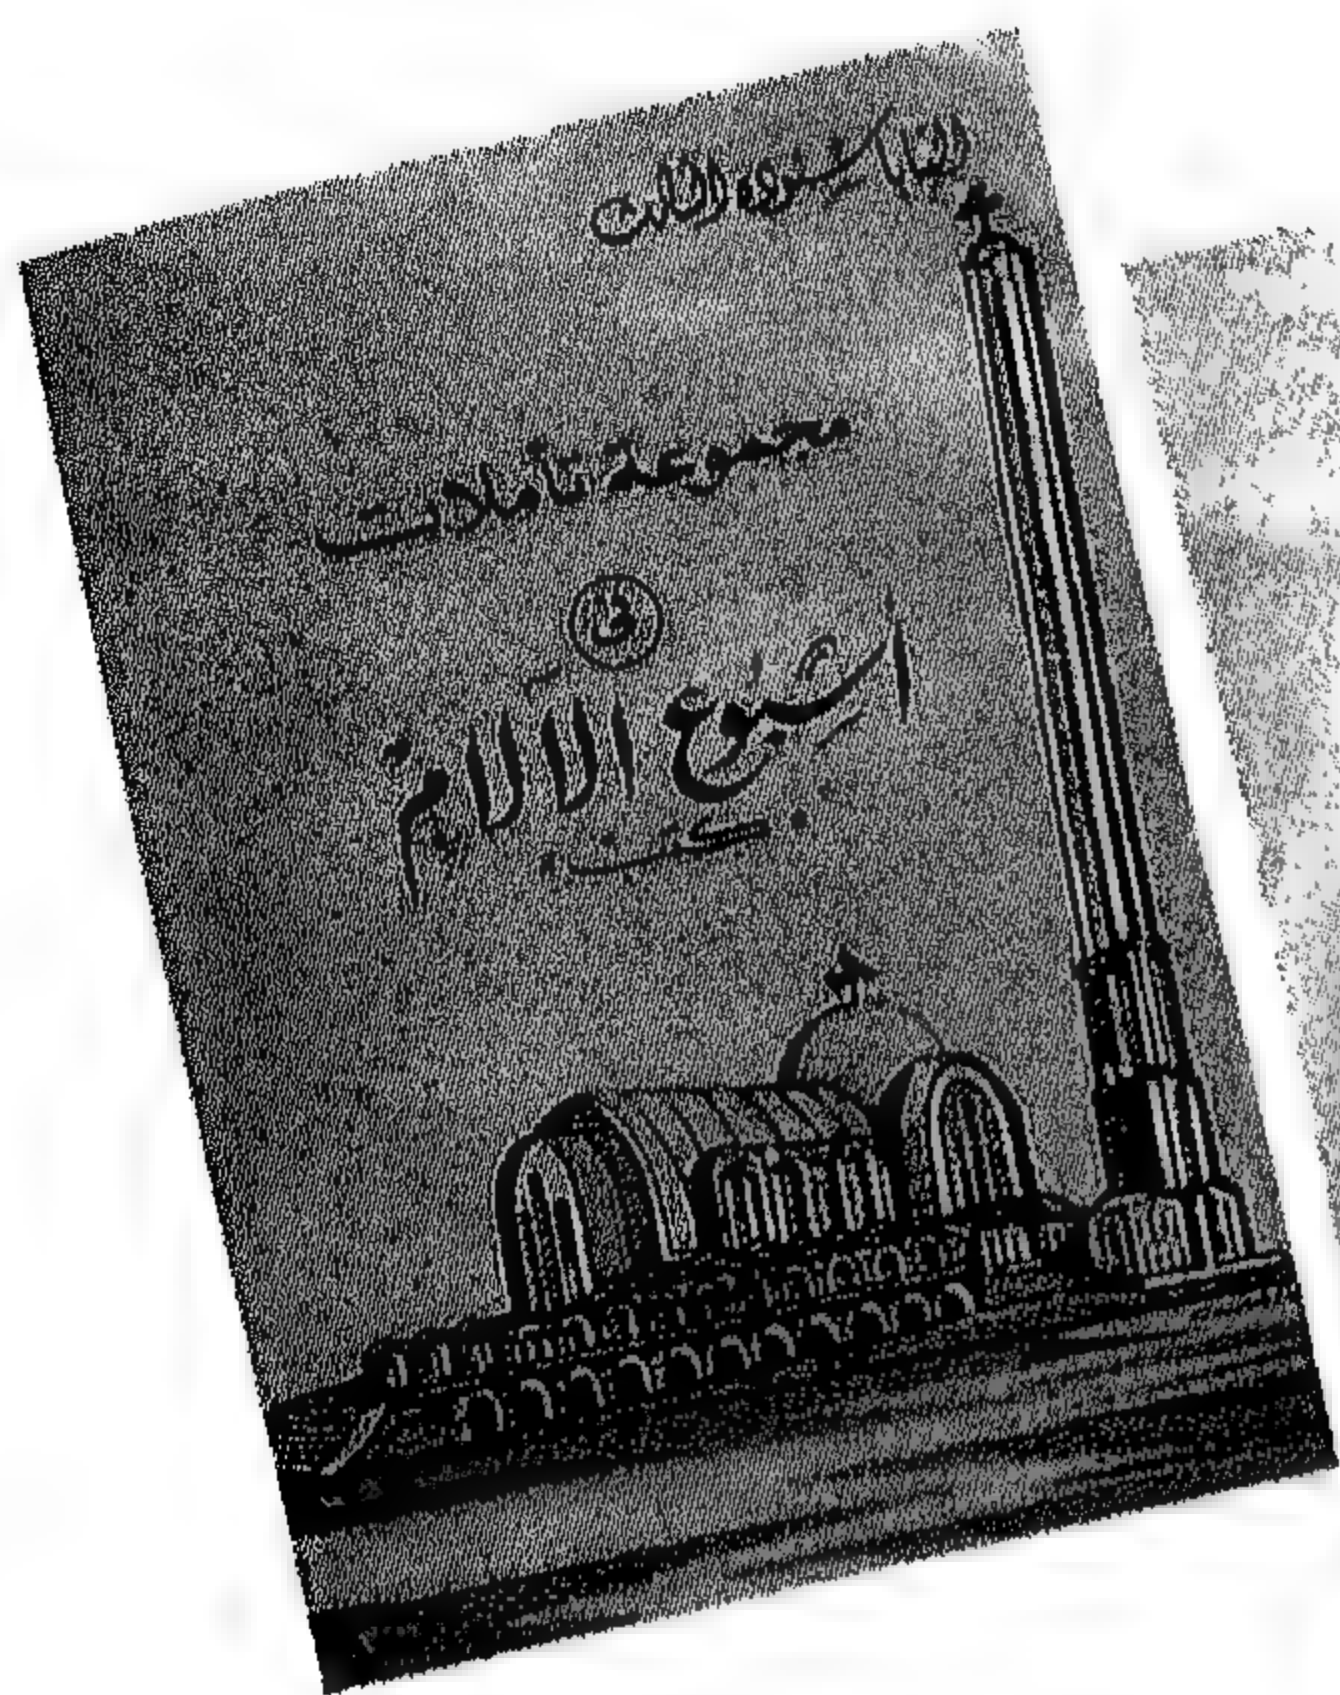 البابا شنوده الثالث
مجموعة تأملات
في
أسبوع الآلام